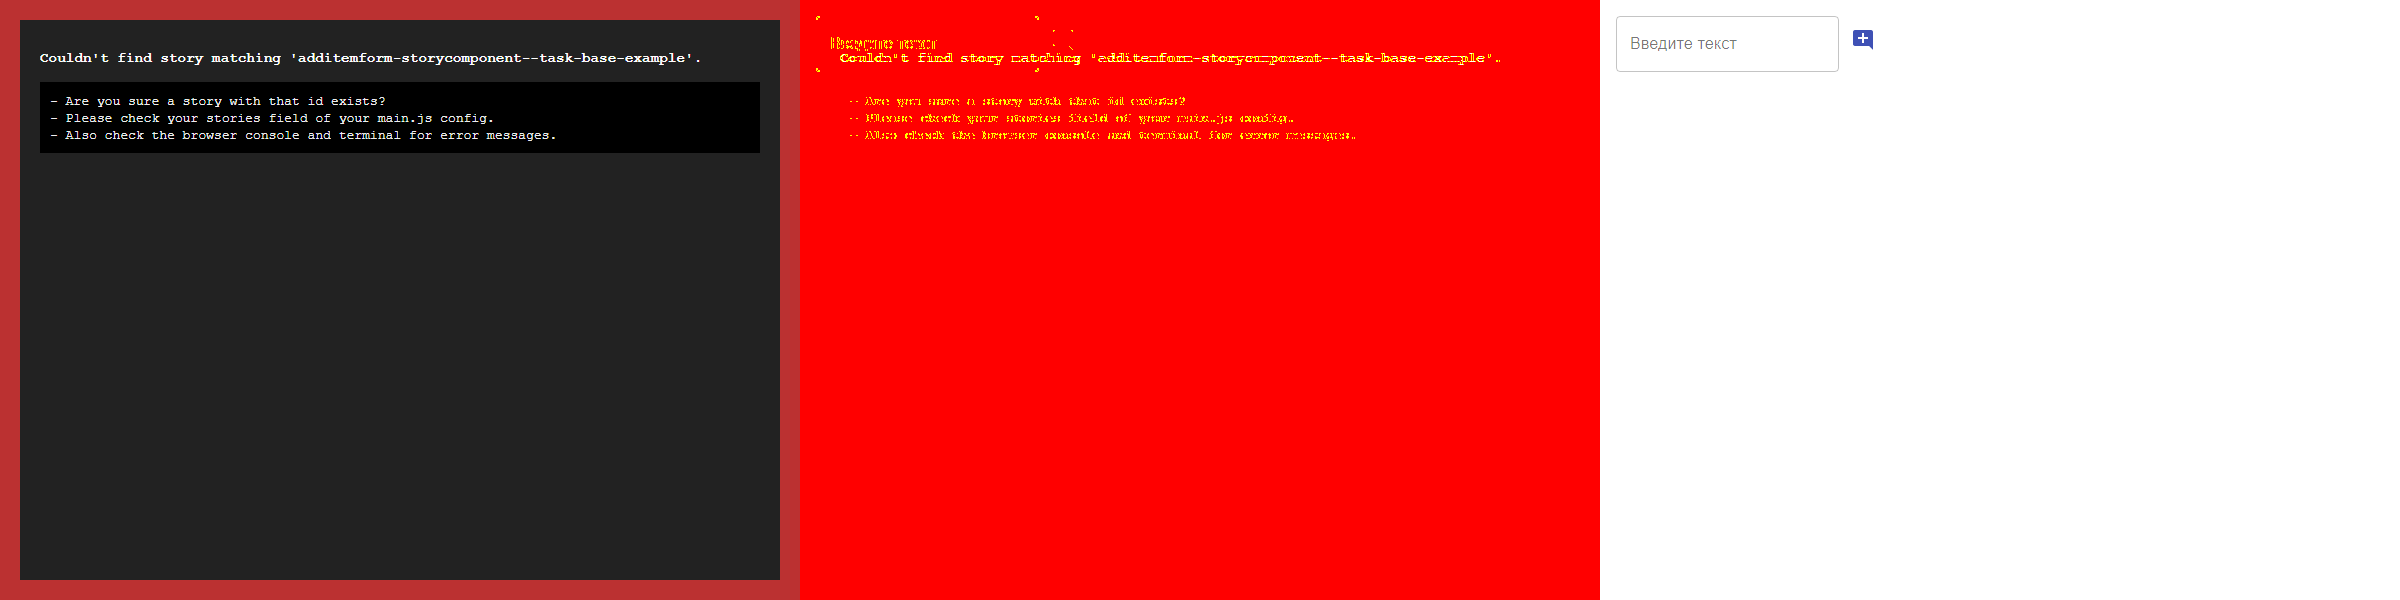 Couldn't find story matching 'additemform-storycomponent--task-base-example'.
- Are you sure a story with that id exists?
- Please check your stories field of your main.js config.
- Also check the browser console and terminal for error messages.
Введите текст
Couldn't find story matching 'additemform-storycomponent--task-base-example'.
- Are you sure a story with that id exists?
- Please check your stories field of your main.js config.
- Also check the browser console and terminal for error messages.
Введите текст